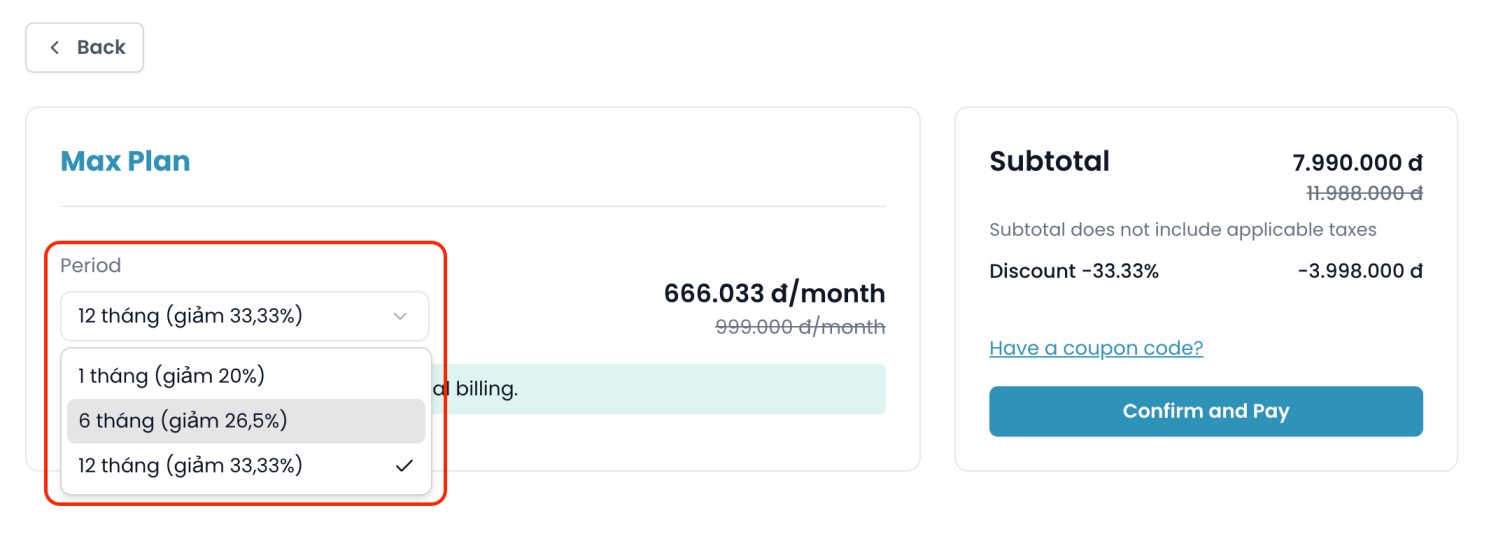 Back
Max Plan
Period
12 tháng (giảm 33,33%)
1 tháng (giảm 20%)
6 tháng (giảm 26,5%)
12 tháng (giảm 33,33%)
666.033 đ/month
999.000 đ/month
billing.
Subtotal
7.990.000 đ
11.988.000 đ
Subtotal does not include applicable taxes
Discount -33.33%
-3.998.000 đ
Have a coupon code?
Confirm and Pay